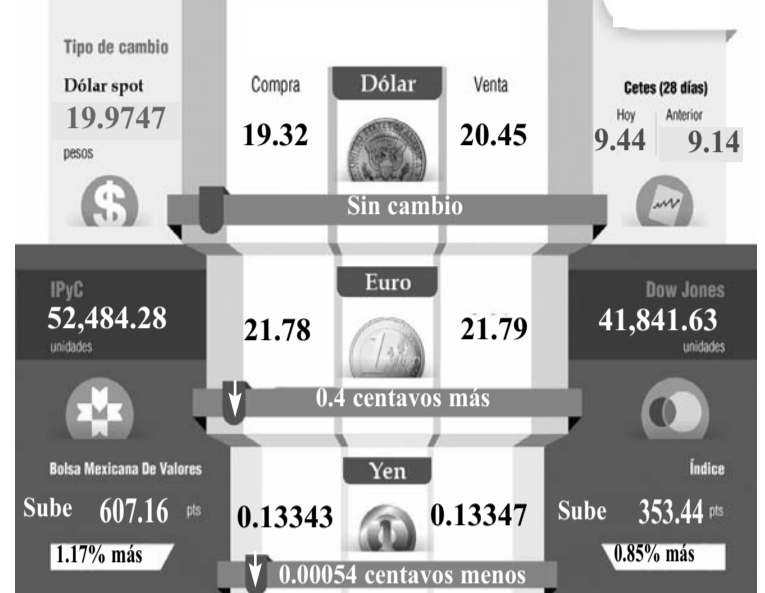 Tipo de cambio
Dólar spot
19.9747
pesos
$
Compra
Dólar
Venta
19.32
20.45
Sin cambio
Cetes (28 días)
Hoy
Anterior
9.44
9.14
IPyC
52,484.28
unidades
Euro
21.78
21.79
0.4 centavos más
Dow Jones
41,841.63
unidades
Bolsa Mexicana De Valores
Sube 607.16 pts
1.17% más
Yen
0.13343
0.13347
0.00054 centavos menos
Índice
Sube 353.44 pts
0.85% más